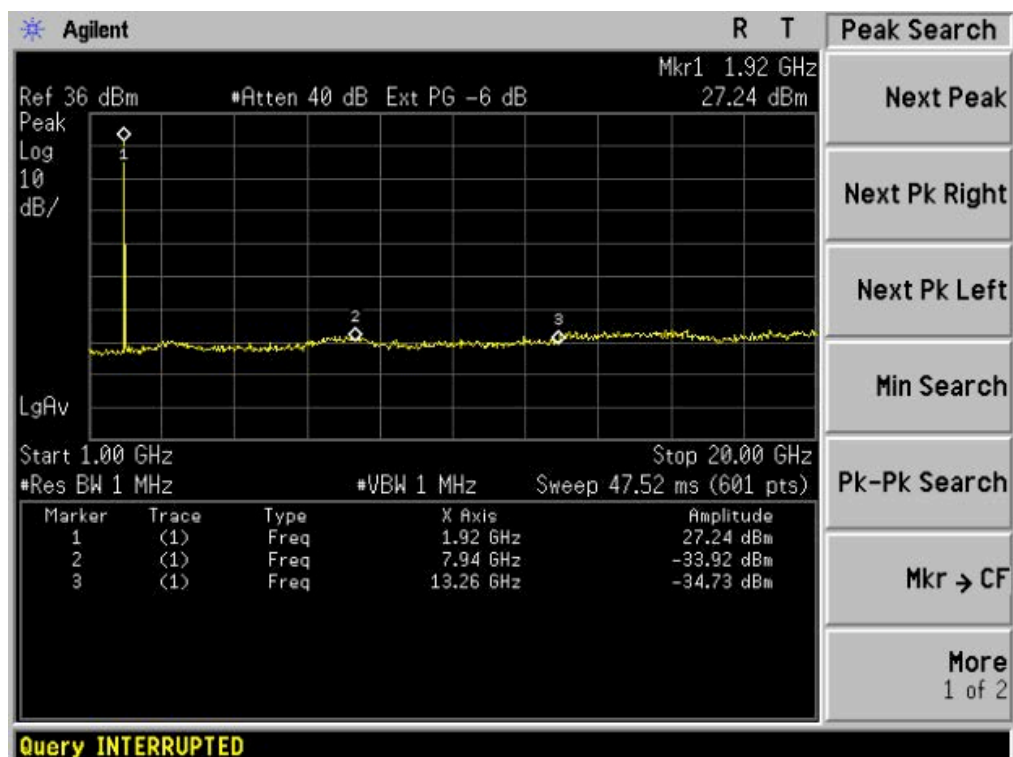 Agilent R T Peak Search
Mkr1 1.92 GHz
Ref 36 dBm #Atten 40 dB Ext PG -6 dB 27.24 dBm
Peak
Log
10
dB/
1
2
3
LgAv
Start 1.00 GHz Stop 20.00 GHz
#Res BW 1 MHz #VBW 1 MHz Sweep 47.52 ms (601 pts)
Marker Trace Type X Axis Amplitude
1 (1) Freq 1.92 GHz 27.24 dBm
2 (1) Freq 7.94 GHz -33.92 dBm
3 (1) Freq 13.26 GHz -34.73 dBm
Next Peak
Next Pk Right
Next Pk Left
Min Search
Pk-Pk Search
Mkr → CF
More
1 of 2
Query INTERRUPTED